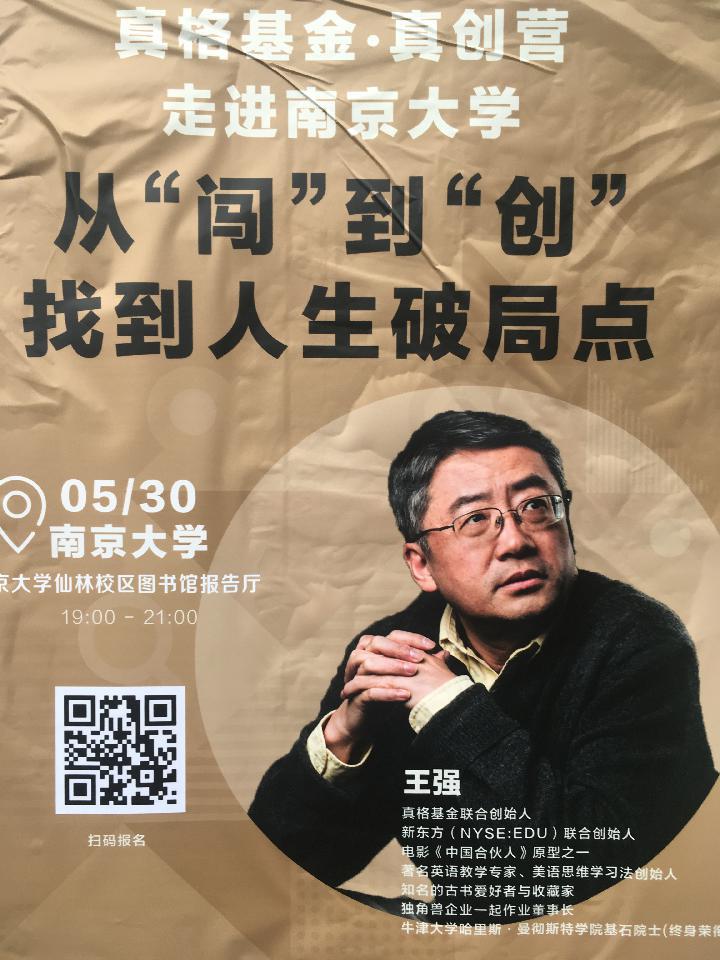 真格基金·真创营
走进南京大学
从“闯”到“创”
找到人生破局点
05/30
南京大学
京大学仙林校区图书馆报告厅
19:00 - 21:00
扫码报名
王强
真格基金联合创始人
新东方（NYSE:EDU）联合创始人
电影《中国合伙人》原型之一
著名英语教学专家、美语思维学习法创始人
知名的古书爱好者与收藏家
独角兽企业一起作业董事长
牛津大学哈里斯·曼彻斯特学院基石院士(终身荣衔